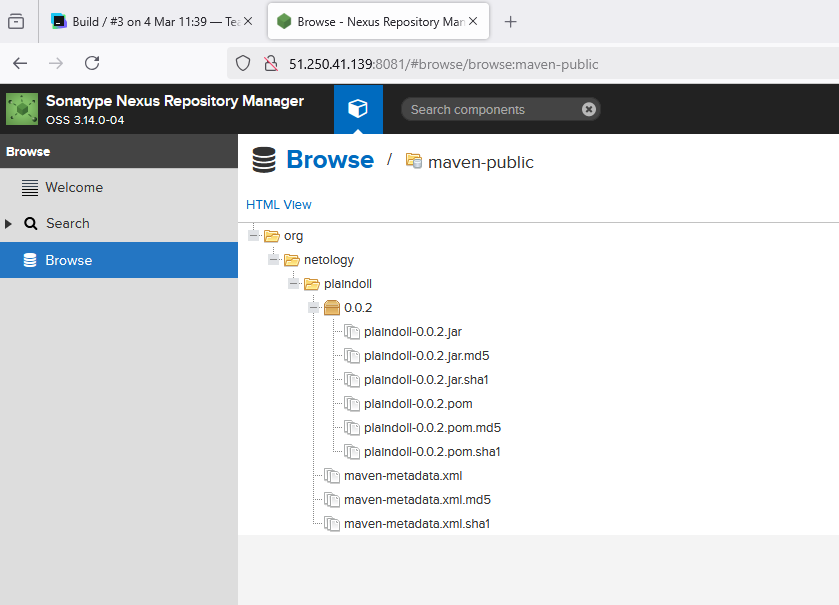 Build / #3 on 4 Mar 11:39 — Tea
Browse - Nexus Repository Man
51.250.41.139:8081/#browse/browse:maven-public
Sonatype Nexus Repository Manager
OSS 3.14.0-04
Search components
Browse
Welcome
Search
Browse
Browse / maven-public
HTML View
org
netology
plaindoll
0.0.2
plaindoll-0.0.2.jar
plaindoll-0.0.2.jar.md5
plaindoll-0.0.2.jar.sha1
plaindoll-0.0.2.pom
plaindoll-0.0.2.pom.md5
plaindoll-0.0.2.pom.sha1
maven-metadata.xml
maven-metadata.xml.md5
maven-metadata.xml.sha1